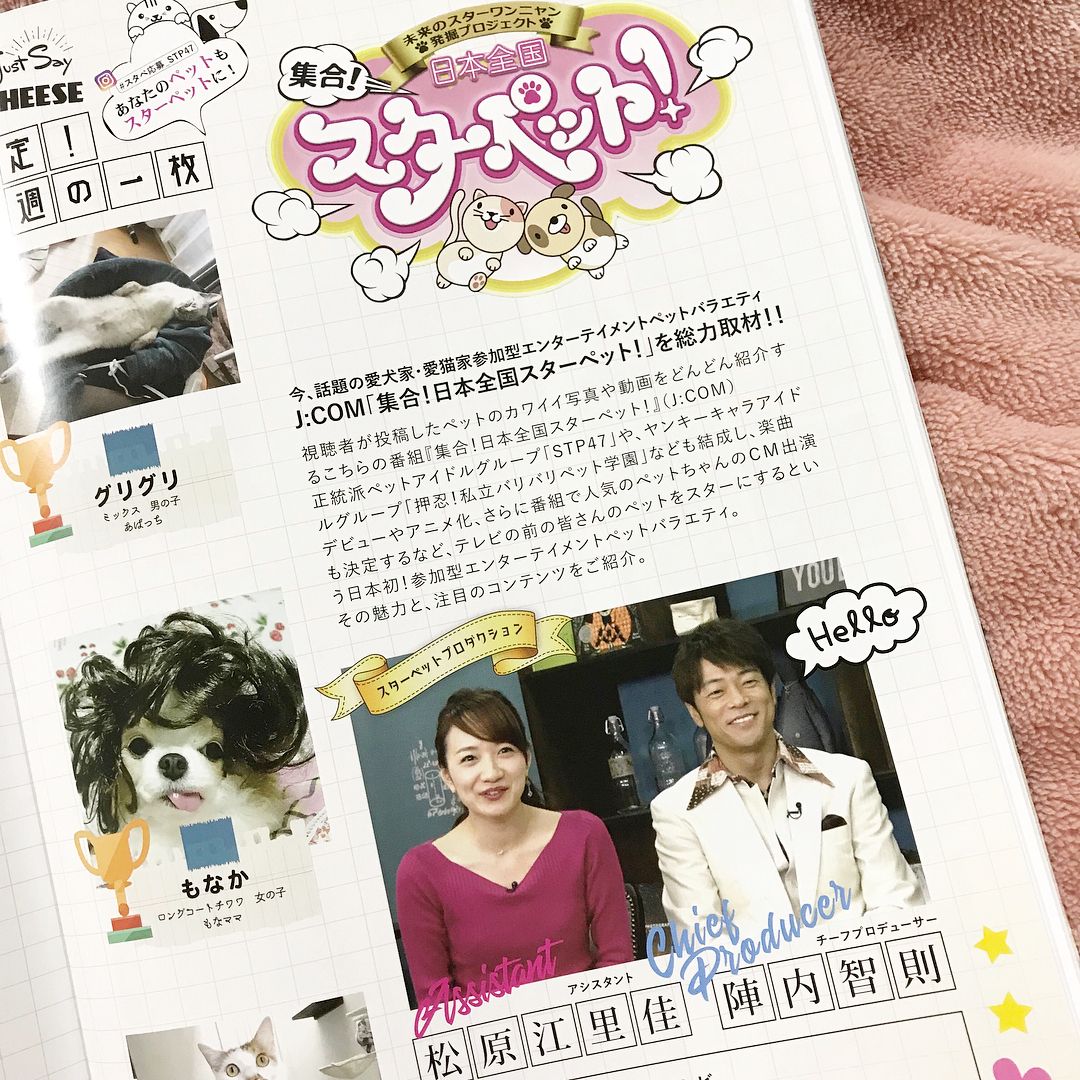 Just Say
CHEESE
#スタペ応募 STP47
あなたのペットも
スターペットに！
定！
週の一枚
グリグリ
ミックス 男の子
あばっち
もなか
ロングコートチワワ 女の子
もなママ
未来のスターワンニャン
発掘プロジェクト
集合！
日本全国
スターペット！
今、話題の愛犬家・愛猫家参加型エンターテイメントペットバラエティ
J:COM「集合！日本全国スターペット！」を総力取材！！
視聴者が投稿したペットのカワイイ写真や動画をどんどん紹介す
るこちらの番組『集合！日本全国スターペット！』（J:COM）
正統派ペットアイドルグループ「STP47」や、ヤンキーキャラアイド
ルグループ「押忍！私立バリバリペット学園」なども結成し、楽曲
デビューやアニメ化、さらに番組で人気のペットちゃんのCM出演
も決定するなど、テレビの前の皆さんのペットをスターにするとい
う日本初！参加型エンターテイメントペットバラエティ。
その魅力と、注目のコンテンツをご紹介。
スターペットプロダクション
YOU
Hello
Assistant
アシスタント
松原江里佳
Chief
Producer
チーフプロデューサー
陣内智則